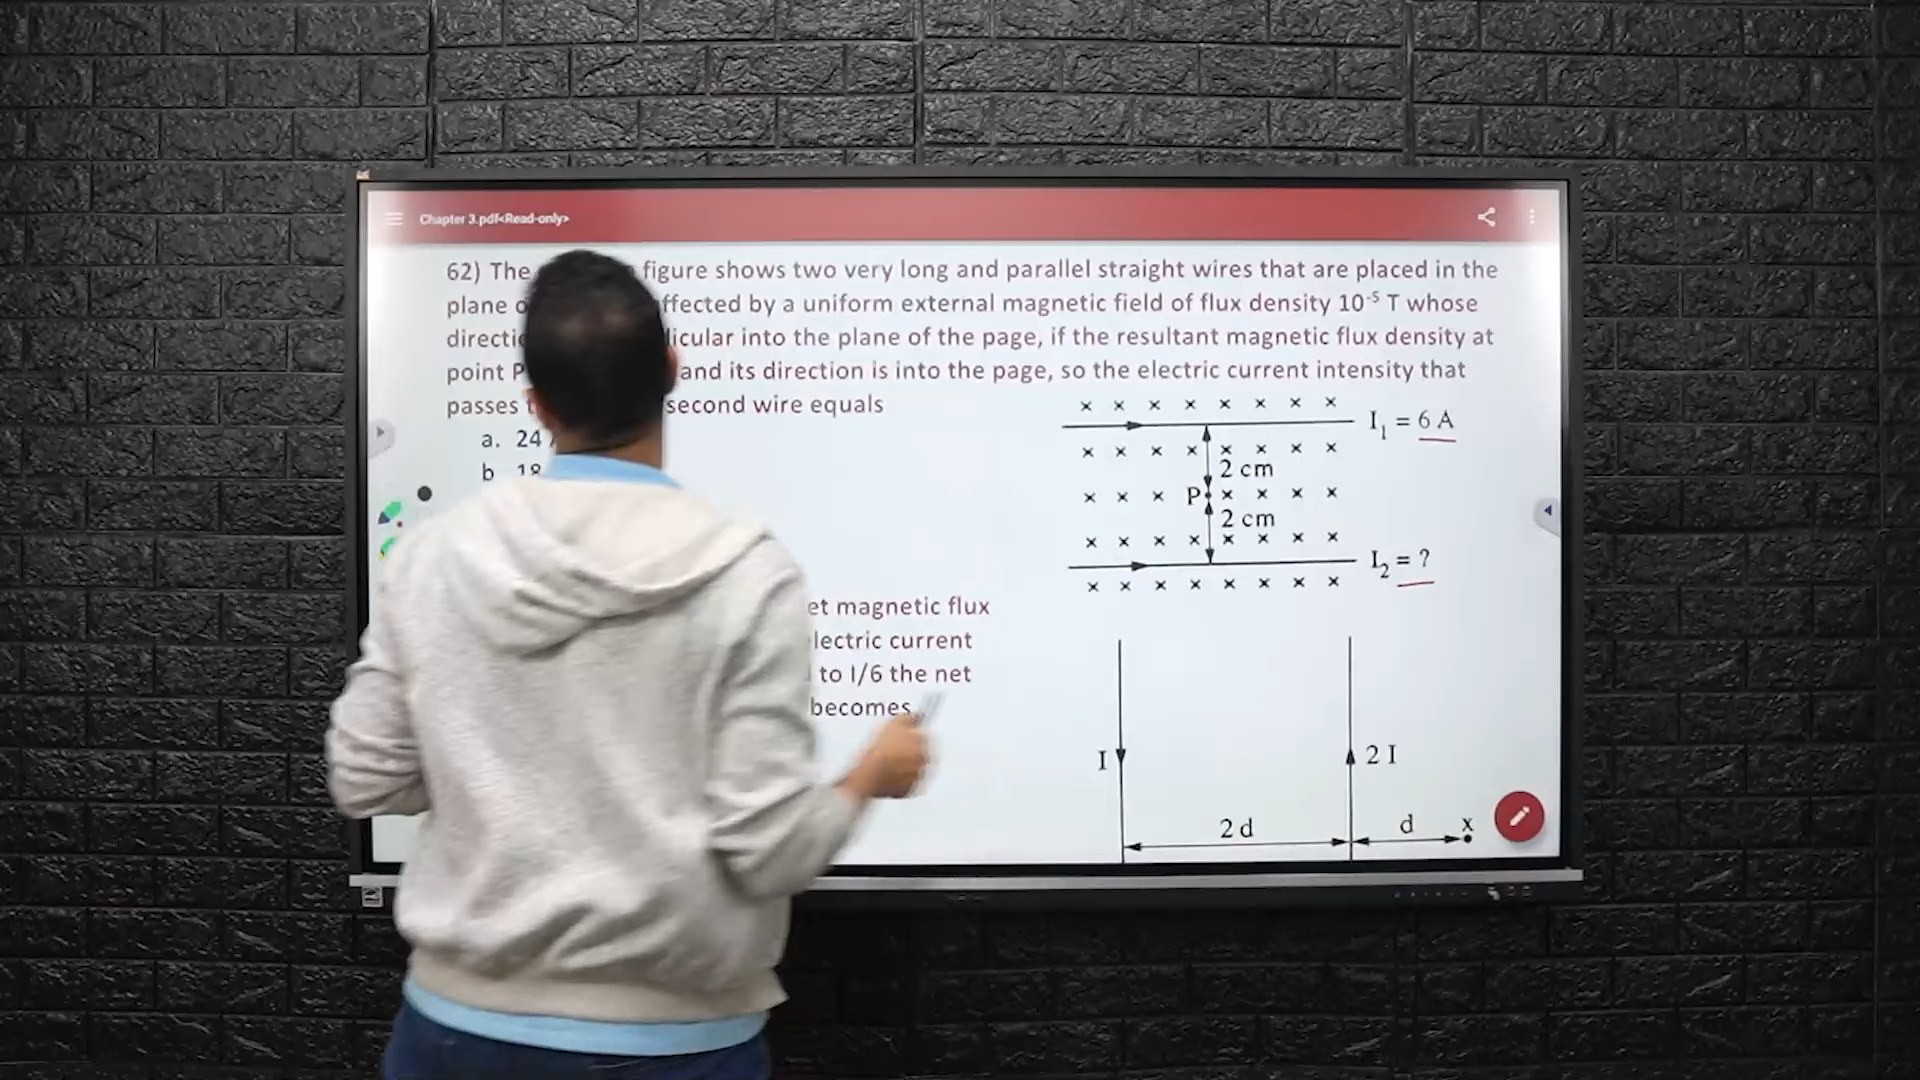 Chapter 3.pdf<Read-only>
62) The figure shows two very long and parallel straight wires that are placed in the
plane ffected by a uniform external magnetic field of flux density 10⁻⁵ T whose
directi icular into the plane of the page, if the resultant magnetic flux density at
point P and its direction is into the page, so the electric current intensity that
passes second wire equals
a. 24
b 18
× × × × × × × ×
I₁ = 6 A
× × × × × × × ×
2 cm
× × × P × × × ×
2 cm
× × × × × × × ×
I₂ = ?
× × × × × × × ×
et magnetic flux
lectric current
to I/6 the net
becomes
I
2 I
2 d
d
x